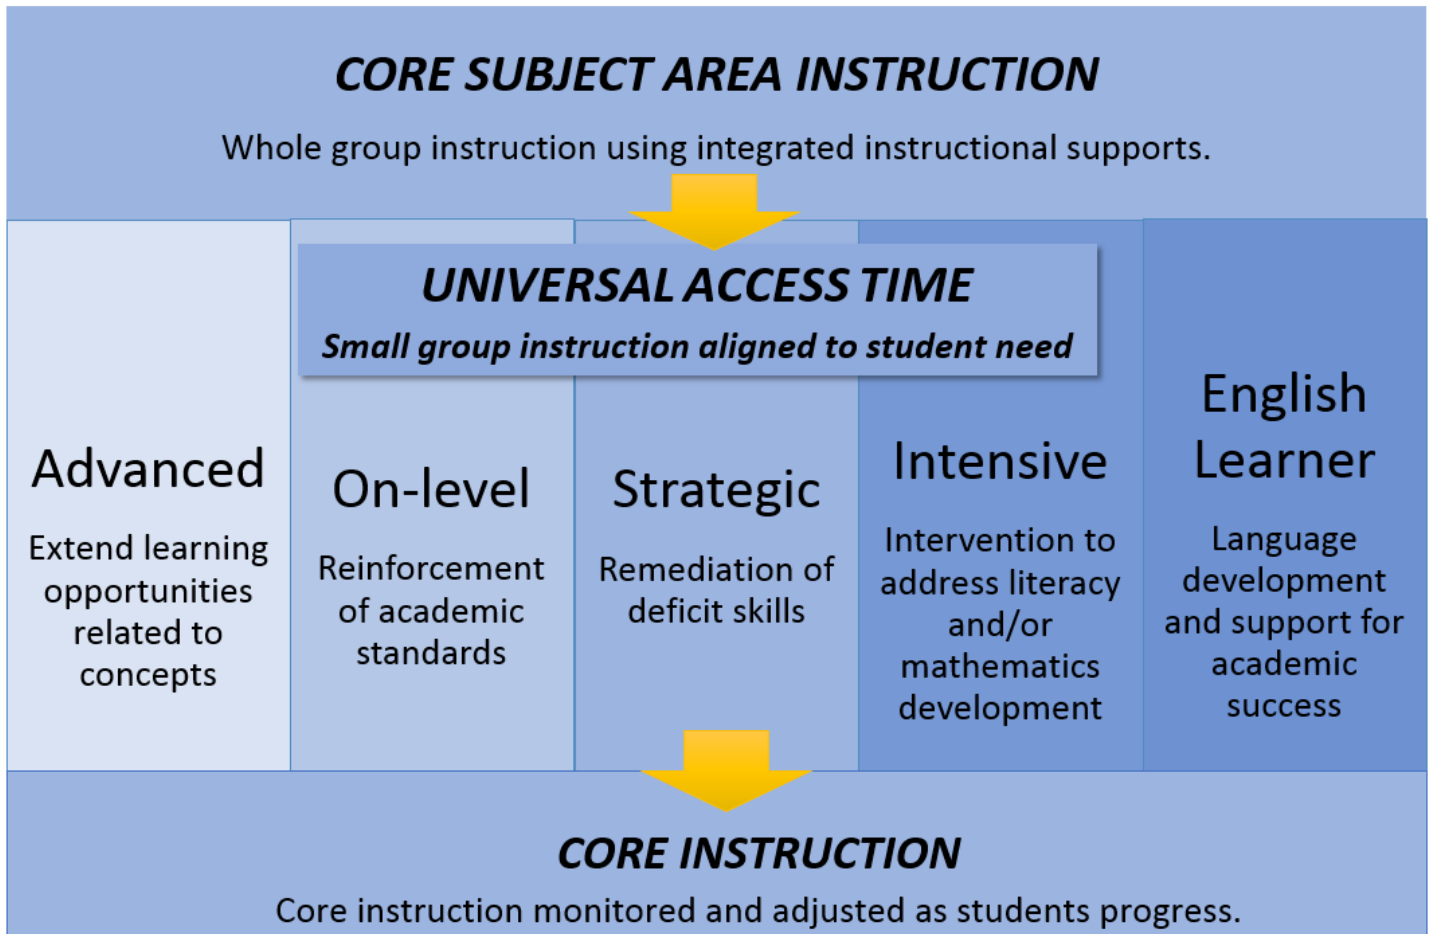 CORE SUBJECT AREA INSTRUCTION
Whole group instruction using integrated instructional supports.
UNIVERSAL ACCESS TIME
Small group instruction aligned to student need
Advanced
Extend learning
opportunities
related to
concepts
On-level
Reinforcement
of academic
standards
Strategic
Remediation of
deficit skills
Intensive
Intervention to
address literacy
and/or
mathematics
development
English
Learner
Language
development
and support for
academic
success
CORE INSTRUCTION
Core instruction monitored and adjusted as students progress.